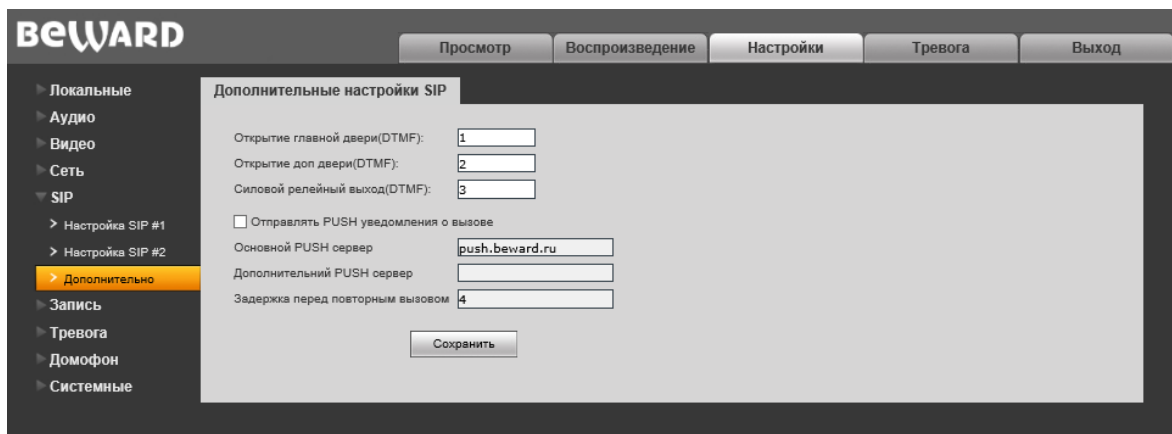 BEWARD
Просмотр
Воспроизведение
Настройки
Тревога
Выход
Локальные
Аудио
Видео
Сеть
SIP
Настройка SIP #1
Настройка SIP #2
Дополнительно
Запись
Тревога
Домофон
Системные
Дополнительные настройки SIP
Открытие главной двери(DTMF): 1
Открытие доп двери(DTMF): 2
Силовой релейный выход(DTMF): 3
Отправлять PUSH уведомления о вызове
Основной PUSH сервер push.beward.ru
Дополнительний PUSH сервер
Задержка перед повторным вызовом 4
Сохранить